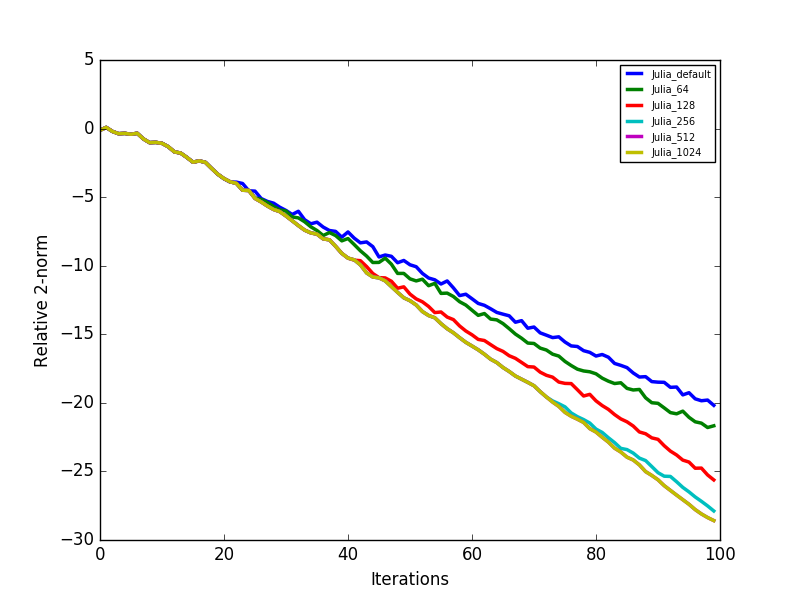 5
0
−5
−10
−15
−20
−25
−30
Relative 2-norm
0 20 40 60 80 100
Iterations
Julia_default
Julia_64
Julia_128
Julia_256
Julia_512
Julia_1024